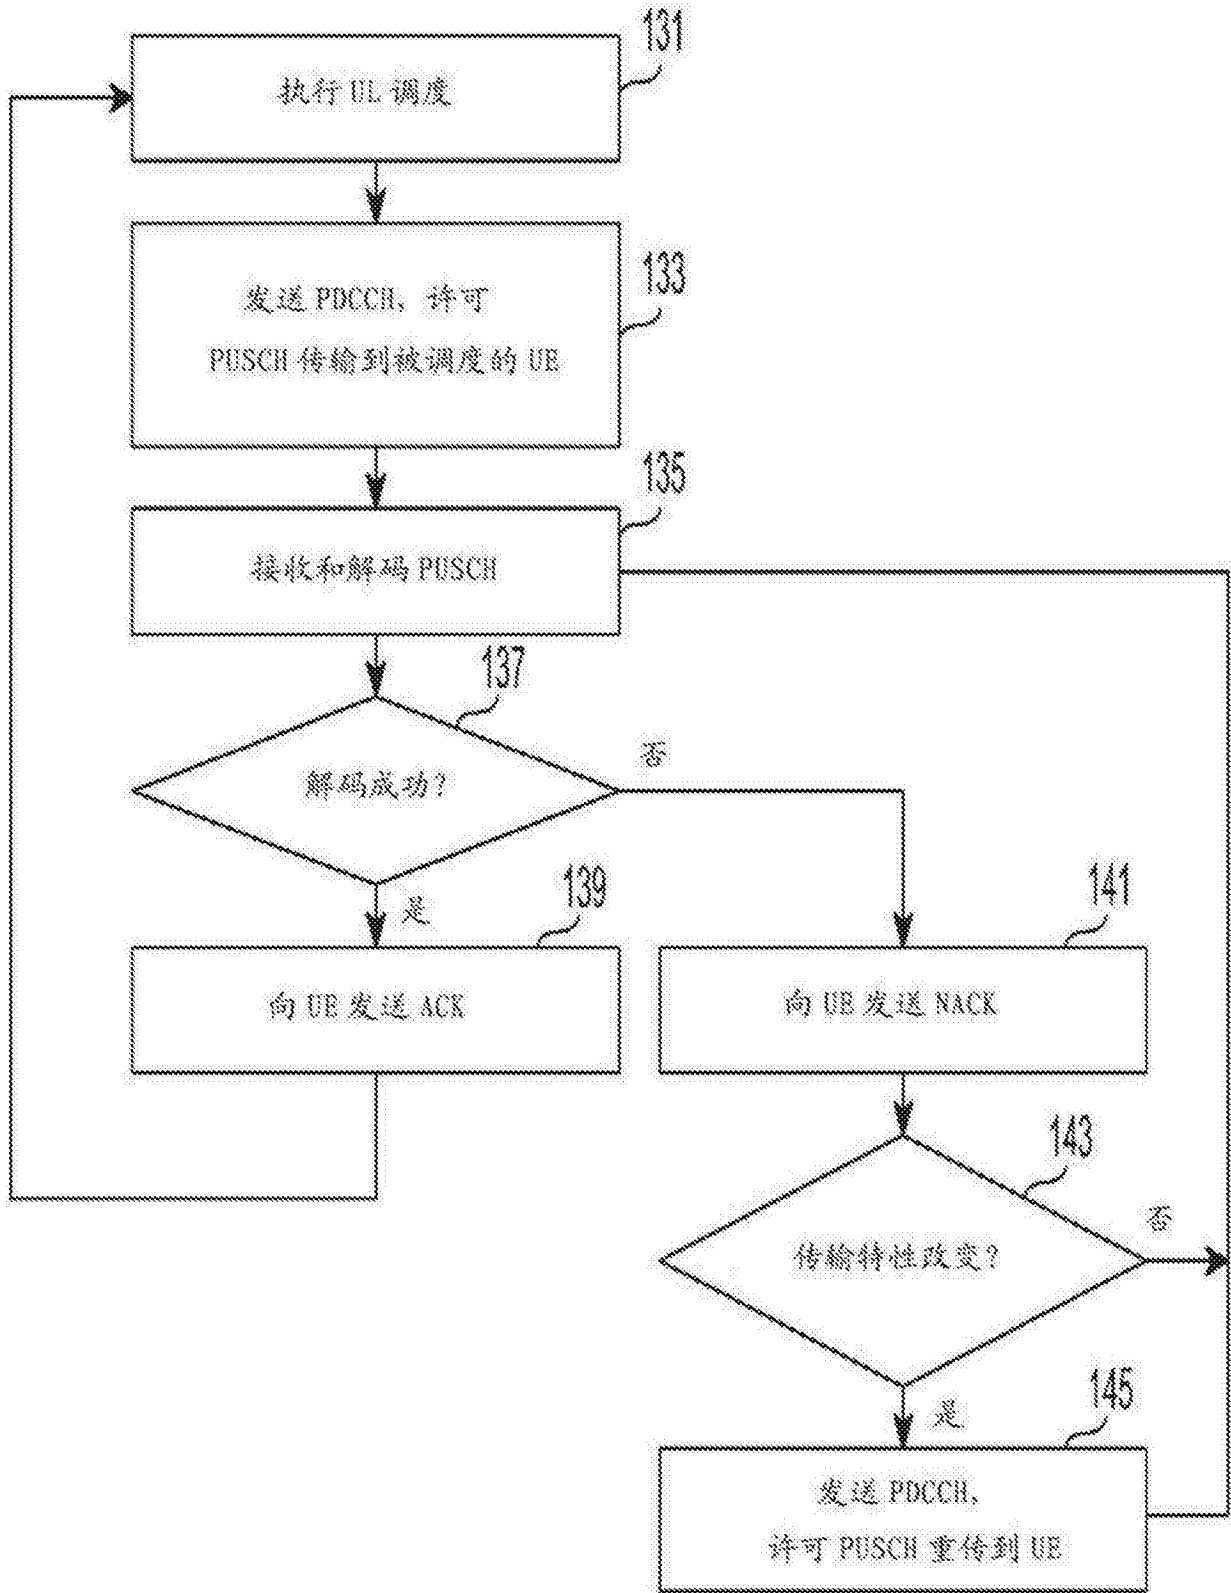 131
执行 UL 调度
133
发送 PDCCH, 许可
PUSCH 传输到被调度的 UE
135
接收和解码 PUSCH
137
解码成功?
否
是
139
向 UE 发送 ACK
141
向 UE 发送 NACK
143
传输特性改变?
否
是
145
发送 PDCCH,
许可 PUSCH 重传到 UE